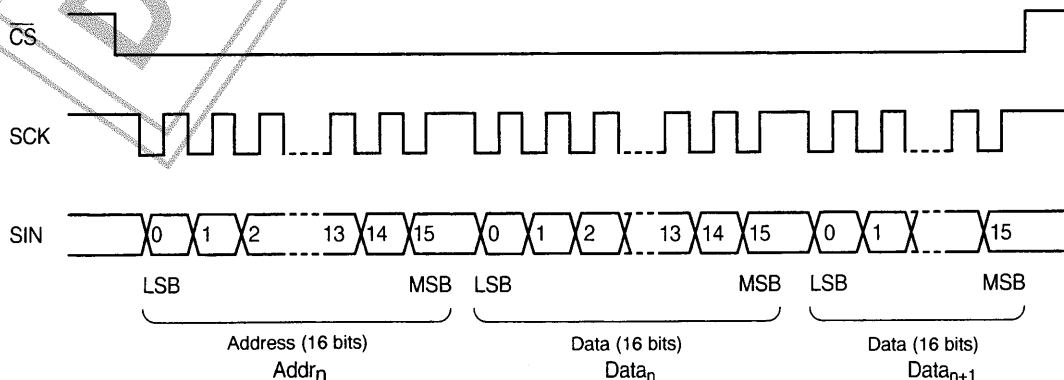 CS
SCK
SIN
0 1 2 13 14 15 0 1 2 13 14 15 0 1 15
LSB MSB LSB MSB LSB MSB
Address (16 bits) Data (16 bits) Data (16 bits)
Addrn Datan Datan+1